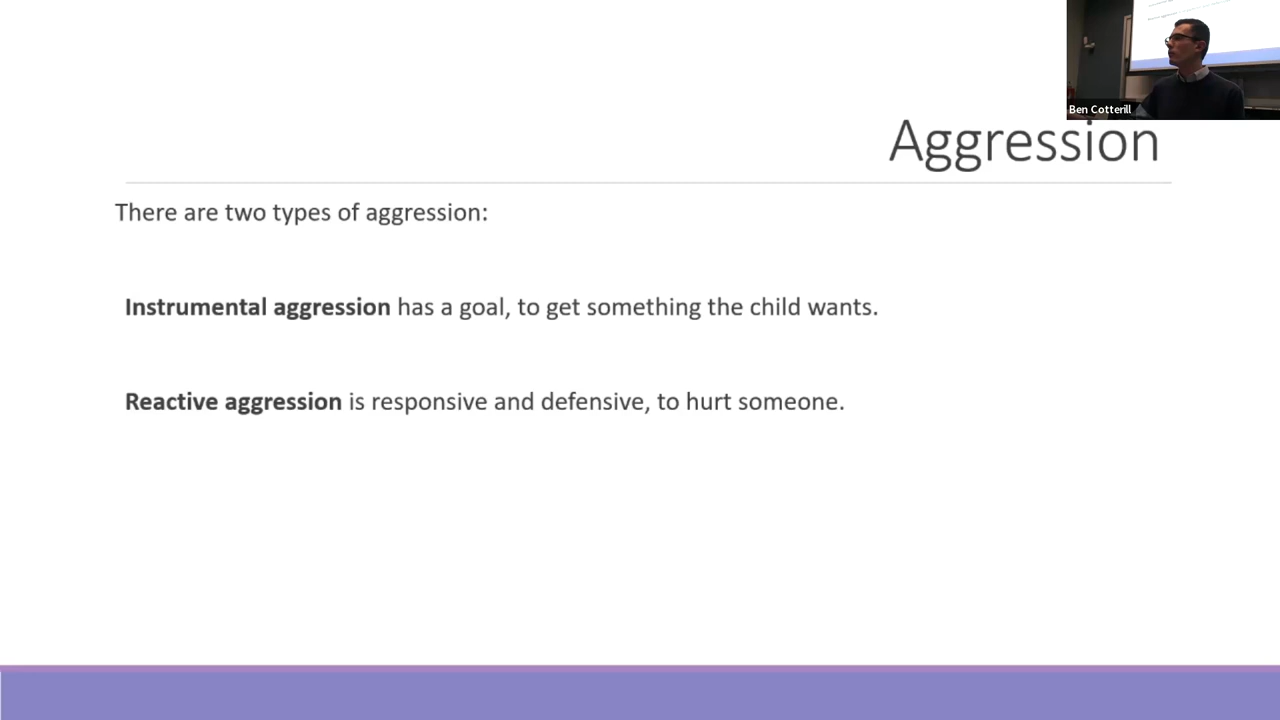 Ben Cotterill
Aggression
There are two types of aggression:
Instrumental aggression has a goal, to get something the child wants.
Reactive aggression is responsive and defensive, to hurt someone.